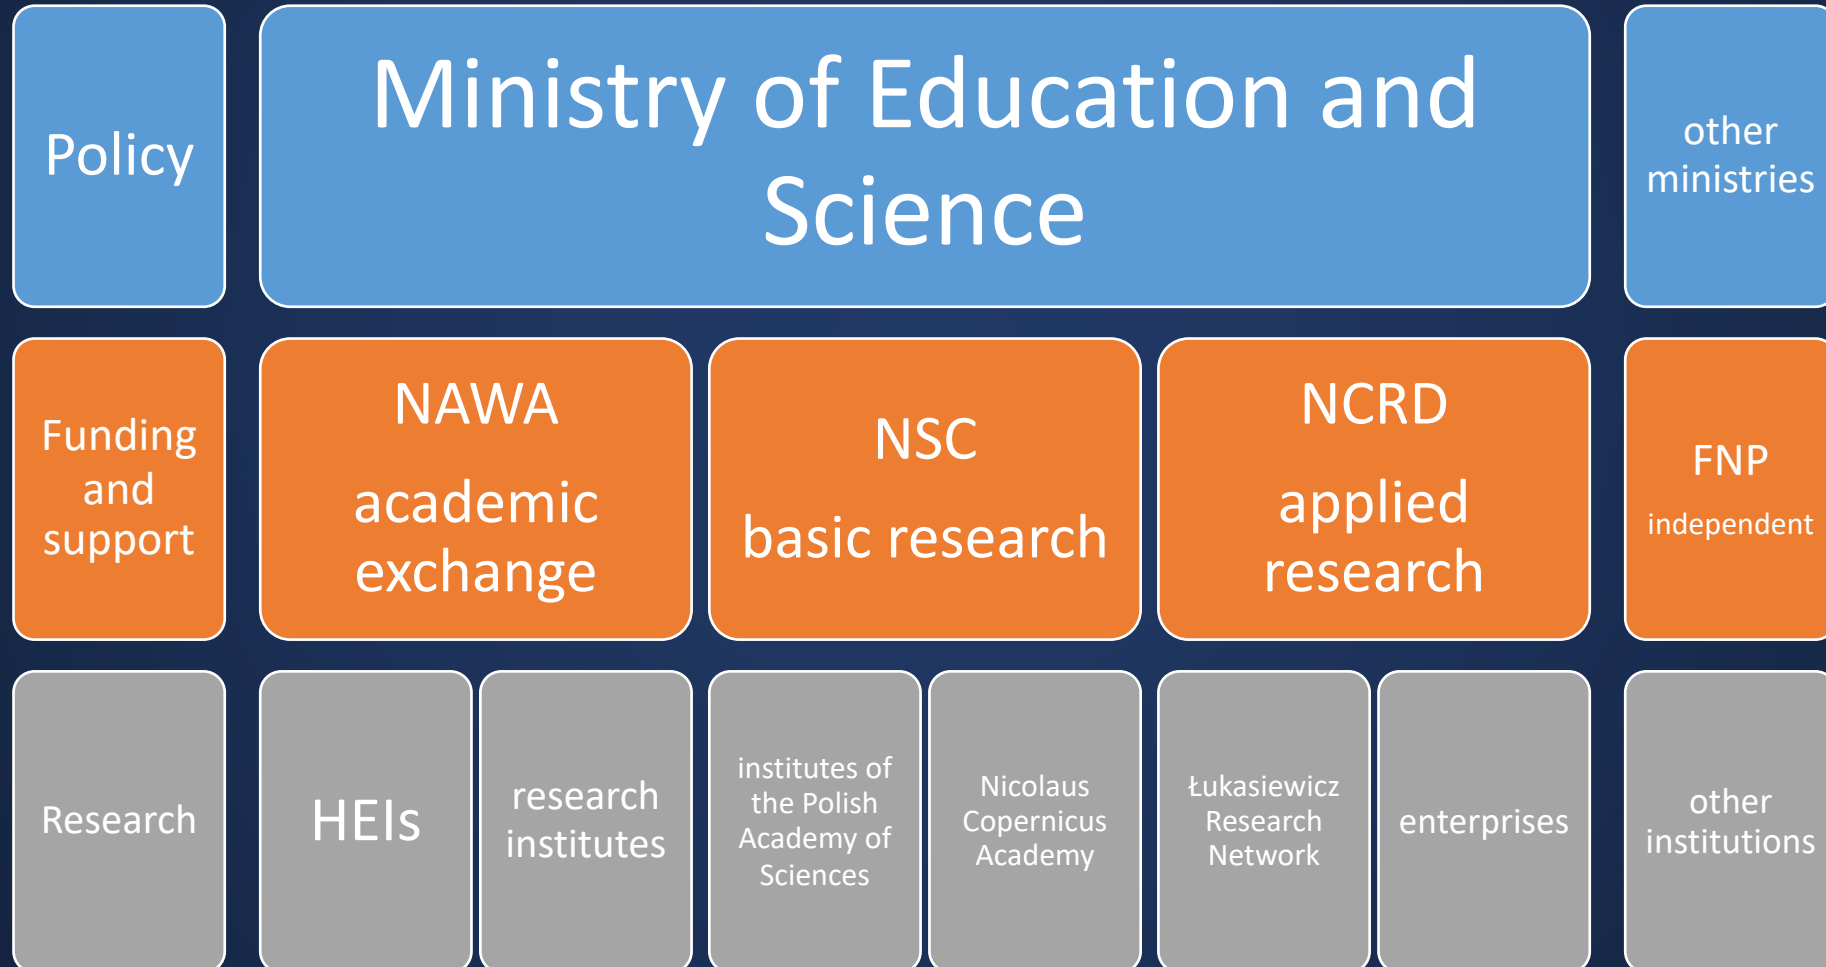 Policy
Ministry of Education and
Science
other
ministries
Funding
and
support
NAWA
academic
exchange
NSC
basic research
NCRD
applied
research
FNP
independent
Research
HEIs
research
institutes
institutes of
the Polish
Academy of
Sciences
Nicolaus
Copernicus
Academy
Łukasiewicz
Research
Network
enterprises
other
institutions